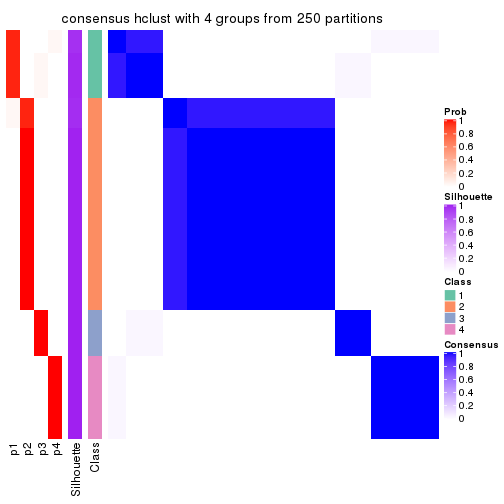 consensus hclust with 4 groups from 250 partitions
Prob
1
0.8
0.6
0.4
0.2
0
Silhouette
1
0.8
0.6
0.4
0.2
0
Class
1
2
3
4
Consensus
1
0.8
0.6
0.4
0.2
0
p1
p2
p3
p4
Silhouette
Class